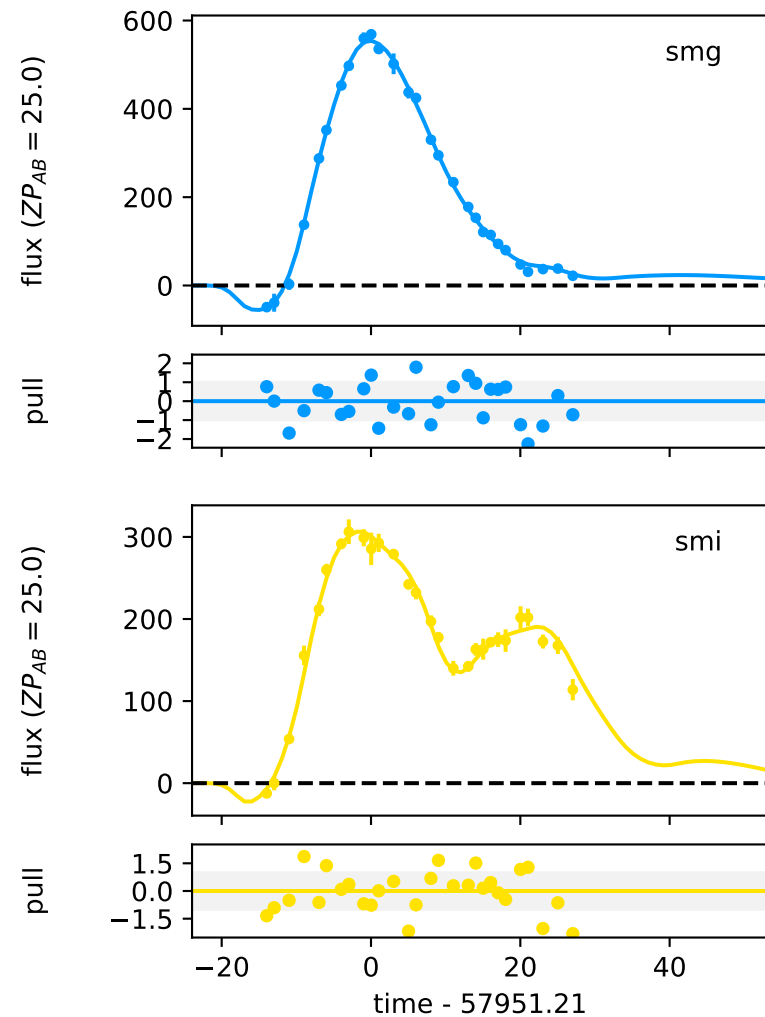 600
smg
400
200
0
flux (ZP_AB = 25.0)
2
1
0
−1
−2
pull
300
smi
200
100
0
flux (ZP_AB = 25.0)
1.5
0.0
−1.5
pull
−20 0 20 40
time - 57951.21